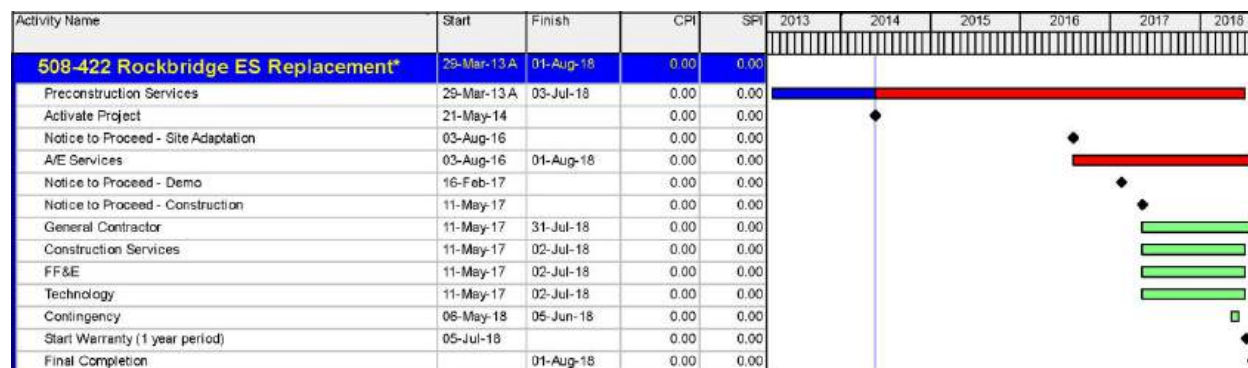 Activity Name Start Finish CPI SPI 2013 2014 2015 2016 2017 2018
508-422 Rockbridge ES Replacement* 29-Mar-13 A 01-Aug-18 0.00 0.00
Preconstruction Services 29-Mar-13 A 03-Jul-18 0.00 0.00
Activate Project 21-May-14 0.00 0.00
Notice to Proceed - Site Adaptation 03-Aug-16 0.00 0.00
A/E Services 03-Aug-16 01-Aug-18 0.00 0.00
Notice to Proceed - Demo 16-Feb-17 0.00 0.00
Notice to Proceed - Construction 11-May-17 0.00 0.00
General Contractor 11-May-17 31-Jul-18 0.00 0.00
Construction Services 11-May-17 02-Jul-18 0.00 0.00
FF&E 11-May-17 02-Jul-18 0.00 0.00
Technology 11-May-17 02-Jul-18 0.00 0.00
Contingency 06-May-18 05-Jun-18 0.00 0.00
Start Warranty (1 year period) 05-Jul-18 0.00 0.00
Final Completion 01-Aug-18 0.00 0.00